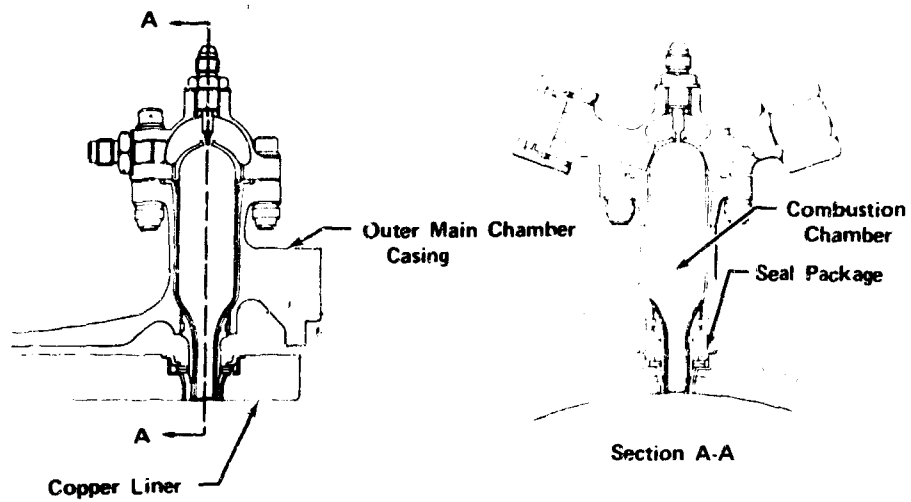 A
Outer Main Chamber
Casing
Combustion
Chamber
Seal Package
A
Section A-A
Copper Liner